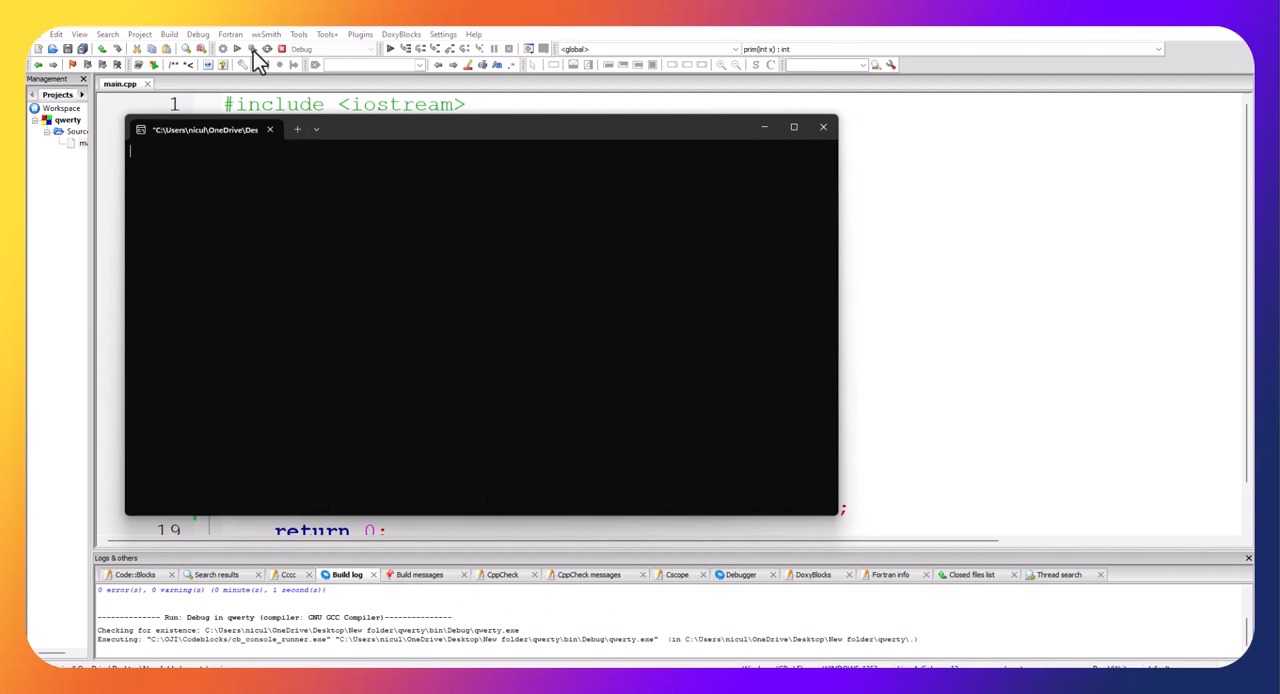 Edit View Search Project Build Debug Fortran wxSmith Tools Tools+ Plugins DoxyBlocks Settings Help
Debug <global> prim(int x) : int
/** *<
S C
Management
main.cpp
Projects
Workspace
qwerty
Sourc
ma
1 #include <iostream>
"C:\Users\nicul\OneDrive\Des
;
19 return 0;
Logs & others
Code::Blocks Search results Cccc Build log Build messages CppCheck CppCheck messages Cscope Debugger DoxyBlocks Fortran info Closed files list Thread search
0 error(s), 0 warning(s) (0 minute(s), 1 second(s))
-------------- Run: Debug in qwerty (compiler: GNU GCC Compiler)---------------
Checking for existence: C:\Users\nicul\OneDrive\Desktop\New folder\qwerty\bin\Debug\qwerty.exe
Executing: "C:\OJI\Codeblocks/cb_console_runner.exe" "C:\Users\nicul\OneDrive\Desktop\New folder\qwerty\bin\Debug\qwerty.exe" (in C:\Users\nicul\OneDrive\Desktop\New folder\qwerty\.)